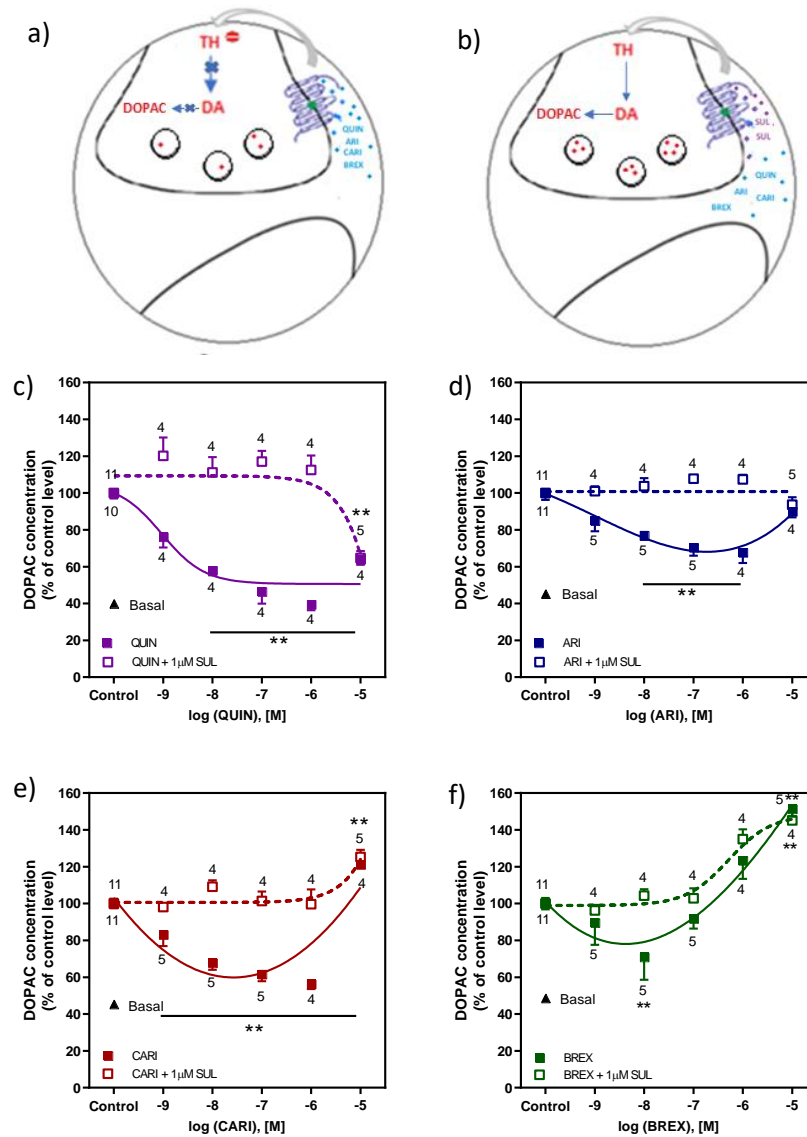 a)
TH
DOPAC
DA
QUIN
ARI
CARI
BREX
b)
TH
DOPAC
DA
SUL
SUL
QUIN
ARI
CARI
BREX
c)
DOPAC concentration
(% of control level)
160
140
120
100
80
60
40
20
0
11
10
4
4
4
4
4
4
4
4
**
5
4
Basal
**
QUIN
QUIN + 1μM SUL
Control
-9
-8
-7
-6
-5
log (QUIN), [M]
d)
DOPAC concentration
(% of control level)
160
140
120
100
80
60
40
20
0
11
11
4
4
4
4
5
5
5
5
4
4
Basal
**
ARI
ARI + 1μM SUL
Control
-9
-8
-7
-6
-5
log (ARI), [M]
e)
DOPAC concentration
(% of control level)
160
140
120
100
80
60
40
20
0
**
5
11
11
4
4
4
4
4
5
5
5
4
Basal
**
CARI
CARI + 1μM SUL
Control
-9
-8
-7
-6
-5
log (CARI), [M]
f)
DOPAC concentration
(% of control level)
160
140
120
100
80
60
40
20
0
5
**
4
**
11
11
4
4
4
4
5
5
5
4
**
Basal
BREX
BREX + 1μM SUL
Control
-9
-8
-7
-6
-5
log (BREX), [M]